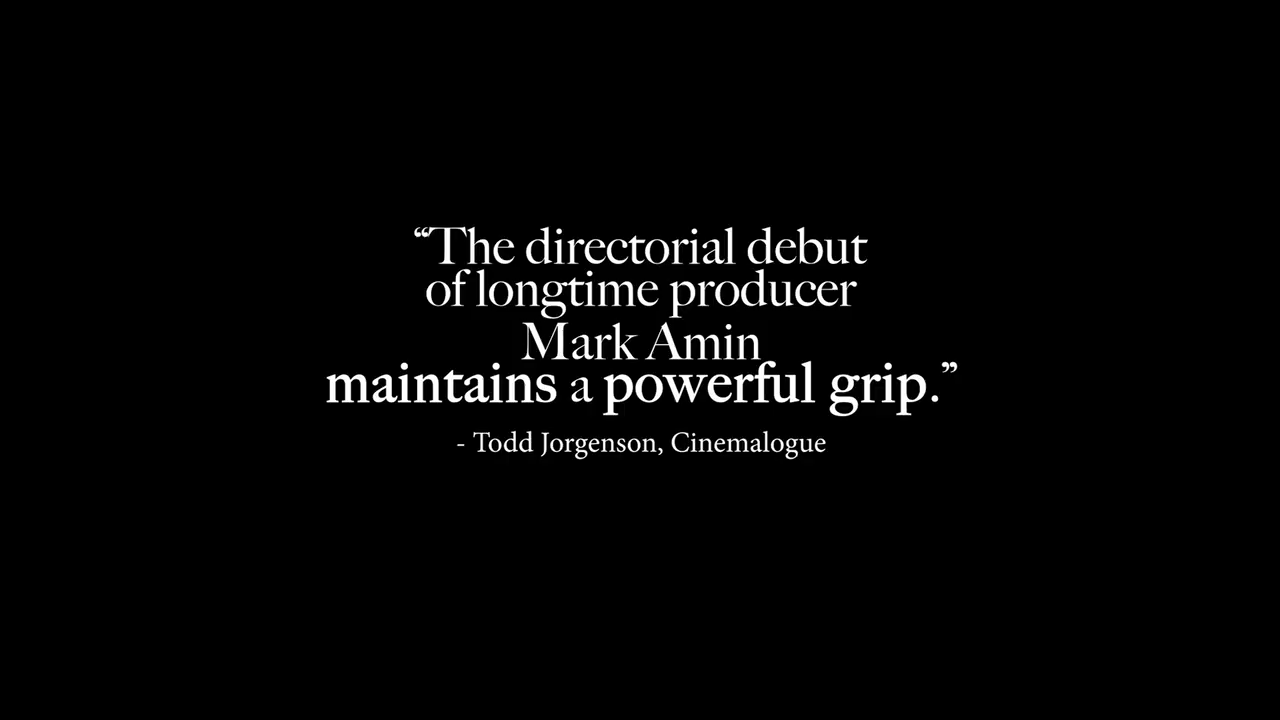 “The directorial debut
of longtime producer
Mark Amin
maintains a powerful grip.”
- Todd Jorgenson, Cinemalogue